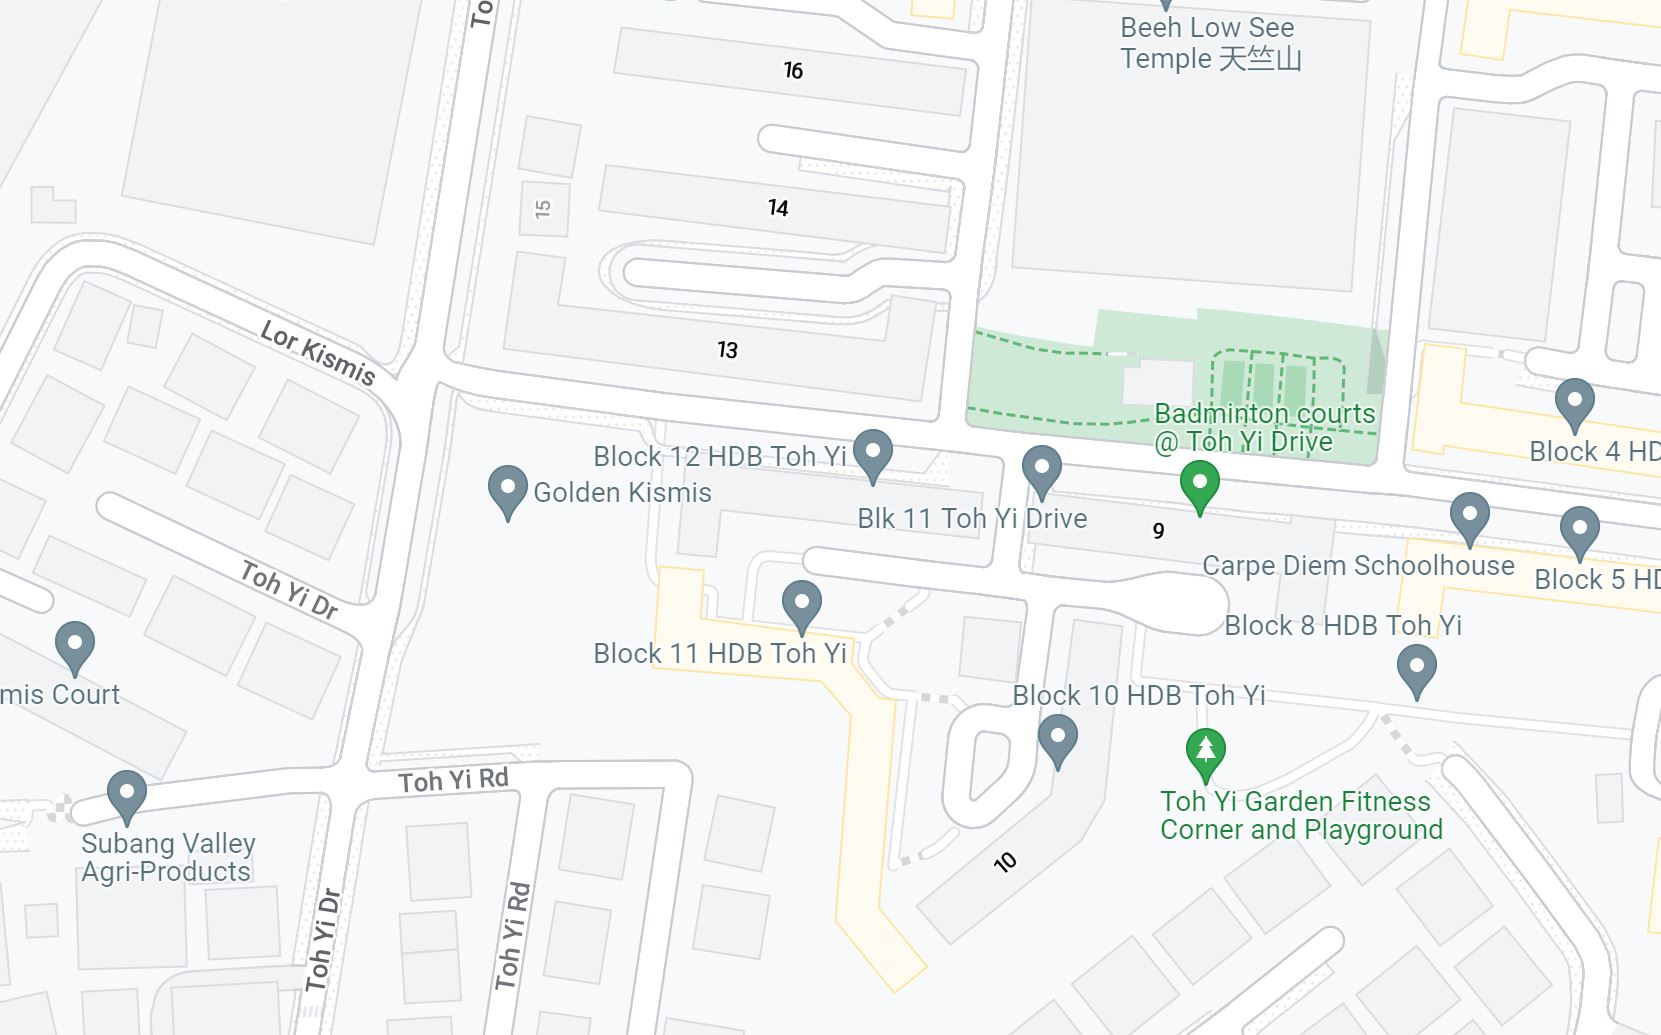 To
Beeh Low See
Temple 天竺山
16
14
15
13
Lor Kismis
Badminton courts
@ Toh Yi Drive
Block 12 HDB Toh Yi
Golden Kismis
Blk 11 Toh Yi Drive
9
Block 4 HD
Carpe Diem Schoolhouse
Block 5 HD
Toh Yi Dr
Block 8 HDB Toh Yi
Block 11 HDB Toh Yi
mis Court
Block 10 HDB Toh Yi
Toh Yi Rd
Toh Yi Garden Fitness
Corner and Playground
Subang Valley
Agri-Products
10
Toh Yi Dr
Toh Yi Rd